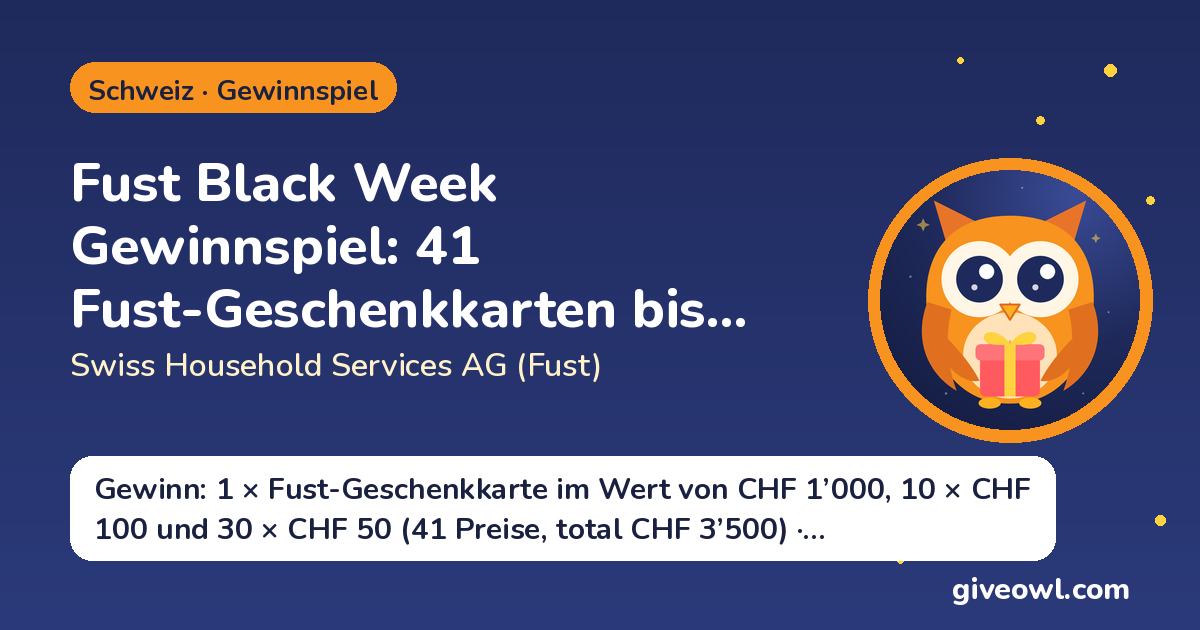 Schweiz · Gewinnspiel
Fust Black Week
Gewinnspiel: 41
Fust-Geschenkkarten bis...
Swiss Household Services AG (Fust)
Gewinn: 1 × Fust-Geschenkkarte im Wert von CHF 1’000, 10 × CHF
100 und 30 × CHF 50 (41 Preise, total CHF 3’500) ·...
giveowl.com